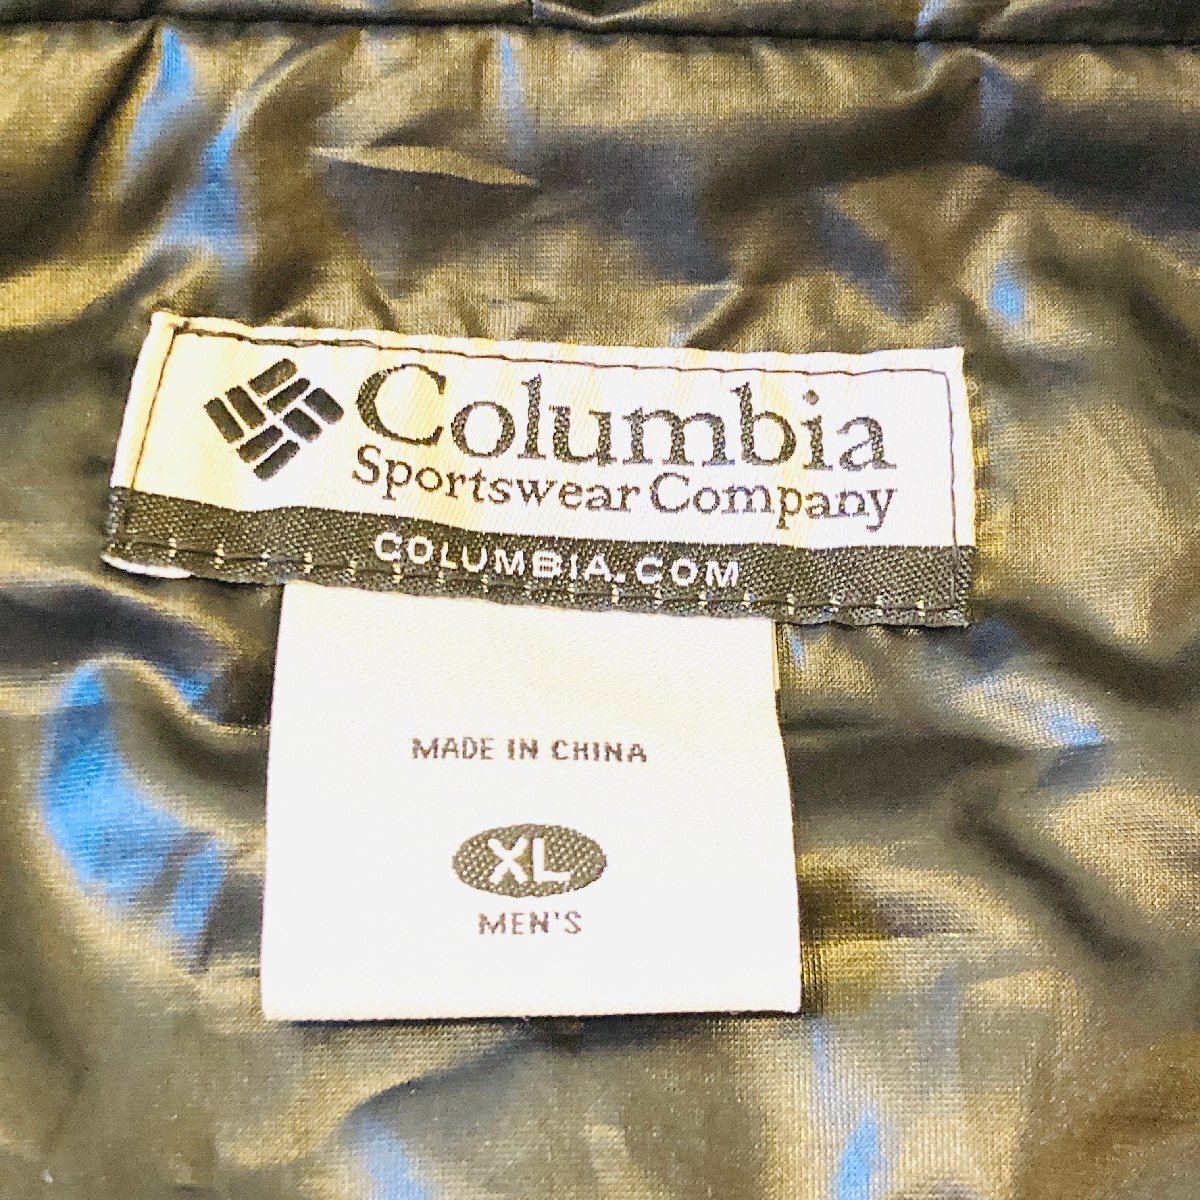 Columbia
Sportswear Company
COLUMBIA.COM
MADE IN CHINA
XL
MEN'S